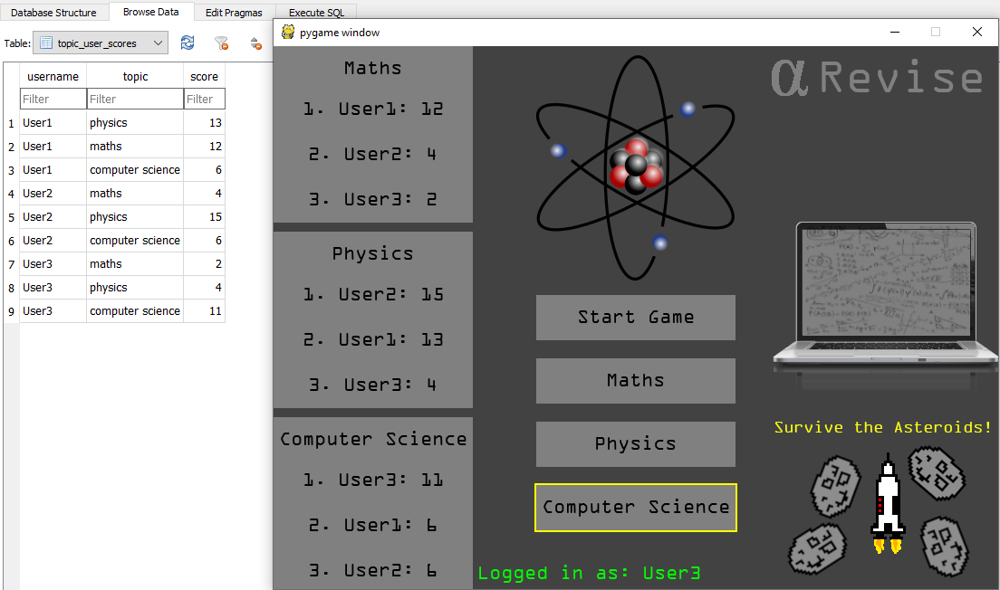 Database Structure Browse Data Edit Pragmas Execute SQL
Table: topic_user_scores
username topic score
Filter Filter Filter
1 User1 physics 13
2 User1 maths 12
3 User1 computer science 6
4 User2 maths 4
5 User2 physics 15
6 User2 computer science 6
7 User3 maths 2
8 User3 physics 4
9 User3 computer science 11
pygame window
Maths
1. User1: 12
2. User2: 4
3. User3: 2
Physics
1. User2: 15
2. User1: 13
3. User3: 4
Computer Science
1. User3: 11
2. User1: 6
3. User2: 6
Start Game
Maths
Physics
Computer Science
Logged in as: User3
α Revise
Survive the Asteroids!